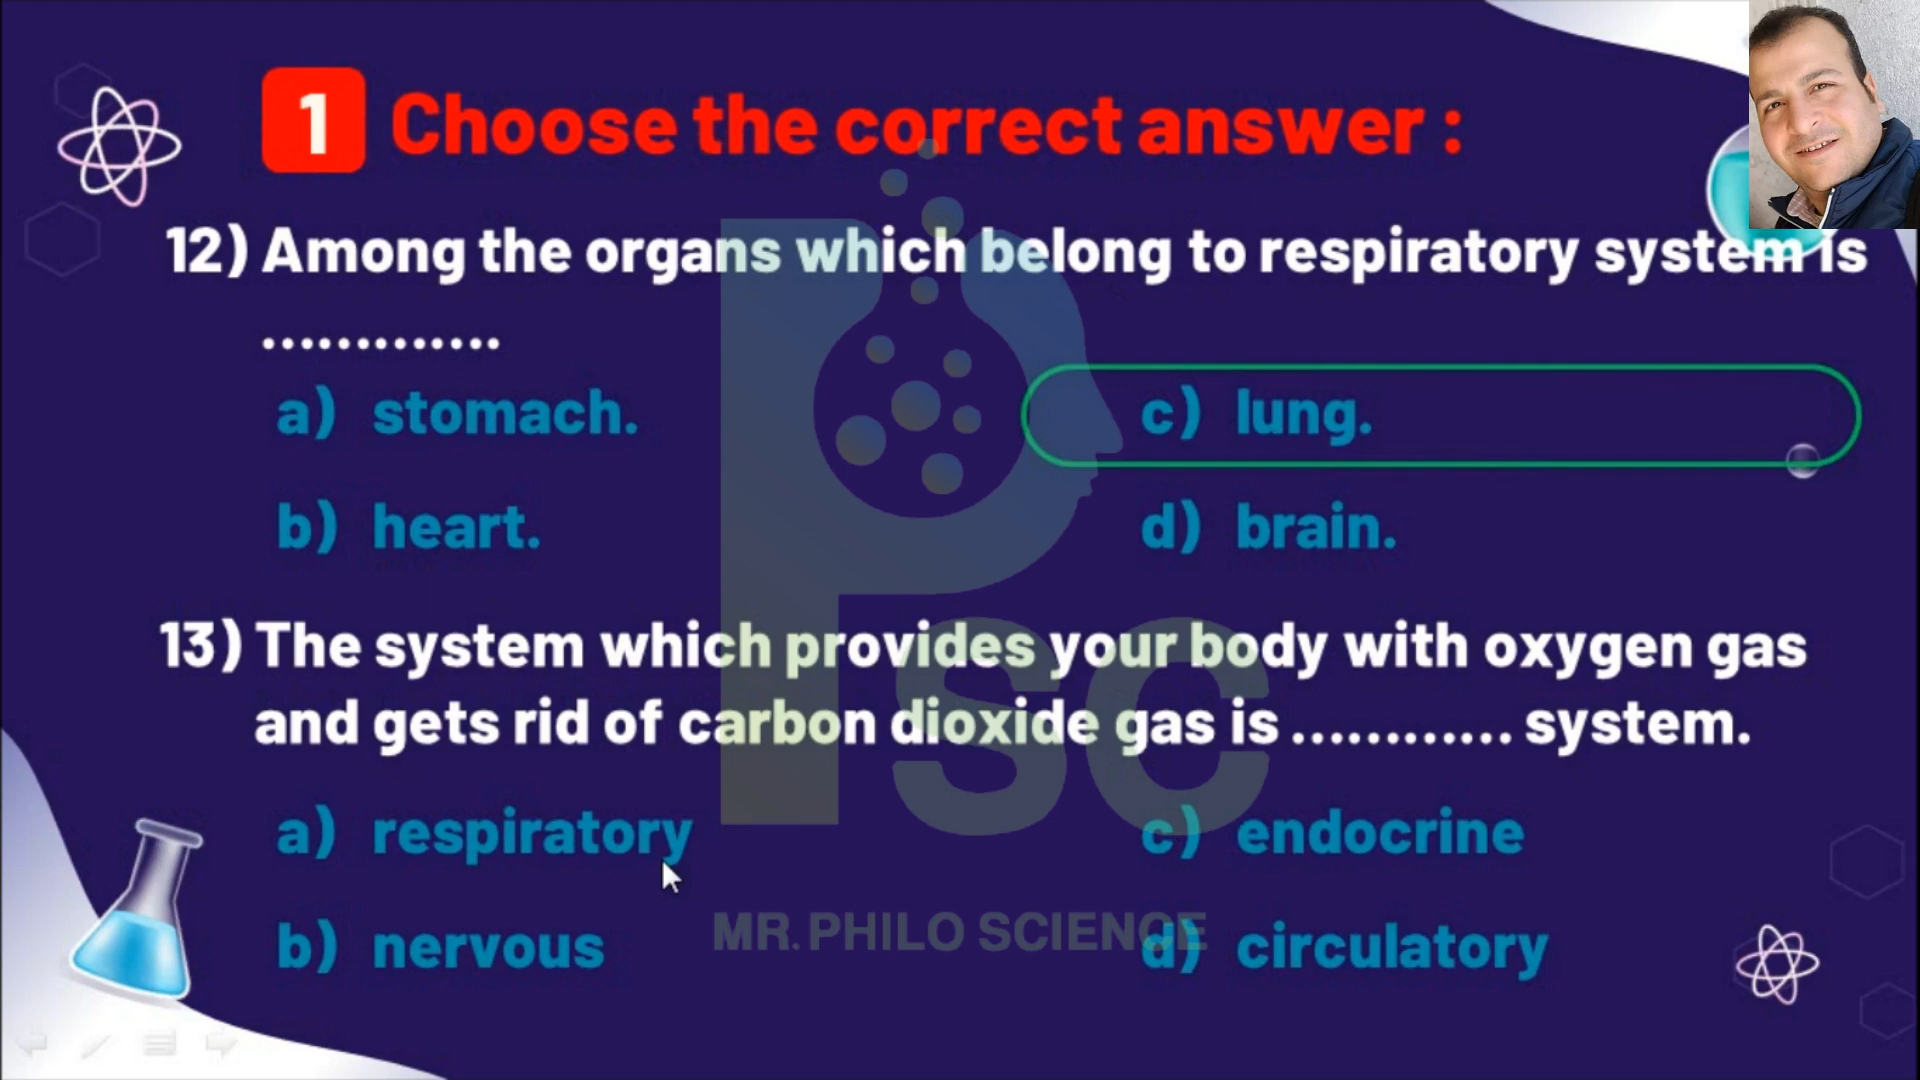 1 Choose the correct answer :
12) Among the organs which belong to respiratory system is
.............
a) stomach.
c) lung.
b) heart.
d) brain.
13) The system which provides your body with oxygen gas
and gets rid of carbon dioxide gas is ............ system.
a) respiratory
c) endocrine
b) nervous
d) circulatory
Psc
MR. PHILO SCIENCE